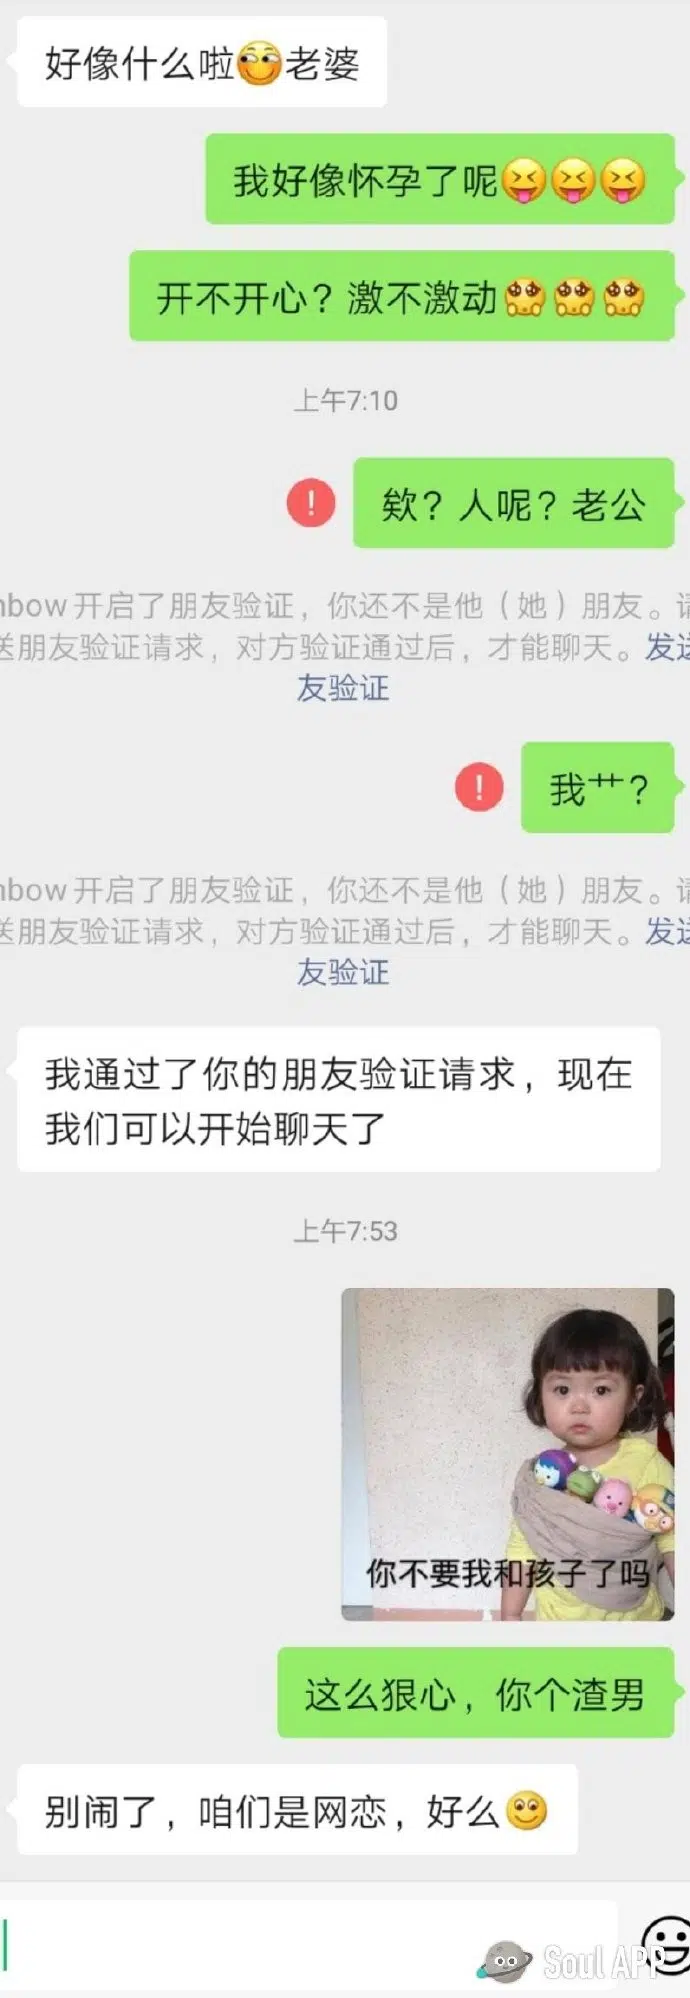 好像什么啦老婆
我好像怀孕了呢
开不开心？激不激动
上午7:10
欸？人呢？老公
nbow开启了朋友验证，你还不是他（她）朋友。请
送朋友验证请求，对方验证通过后，才能聊天。发送
友验证
我艹？
nbow开启了朋友验证，你还不是他（她）朋友。请
送朋友验证请求，对方验证通过后，才能聊天。发送
友验证
我通过了你的朋友验证请求，现在
我们可以开始聊天了
上午7:53
你不要我和孩子了吗
这么狠心，你个渣男
别闹了，咱们是网恋，好么
Soul APP